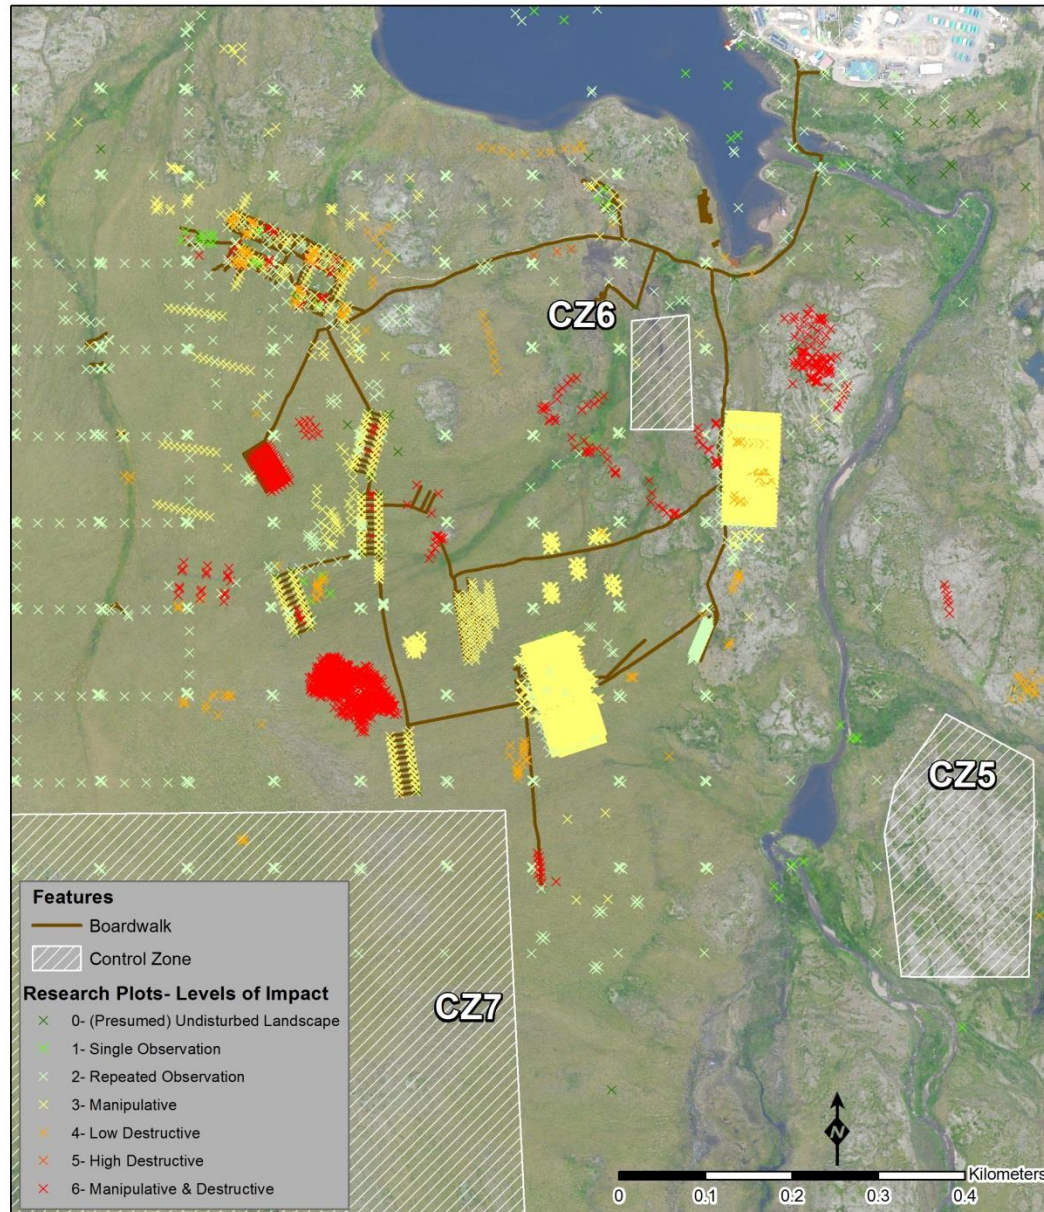 CZ6
CZ5
CZ7
Features
Boardwalk
Control Zone
Research Plots- Levels of Impact
0- (Presumed) Undisturbed Landscape
1- Single Observation
2- Repeated Observation
3- Manipulative
4- Low Destructive
5- High Destructive
6- Manipulative & Destructive
N
Kilometers
0 0.1 0.2 0.3 0.4